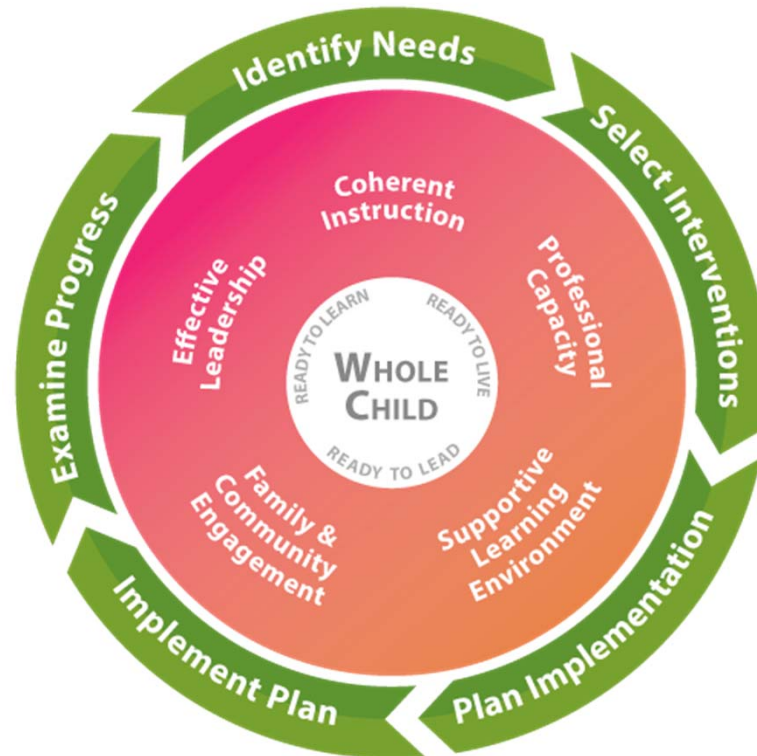 Identify Needs
Select Interventions
Plan Implementation
Implement Plan
Examine Progress
Coherent
Instruction
Professional
Capacity
Supportive
Learning
Environment
Family &
Community
Engagement
Effective
Leadership
READY TO LEARN
READY TO LIVE
WHOLE
CHILD
READY TO LEAD